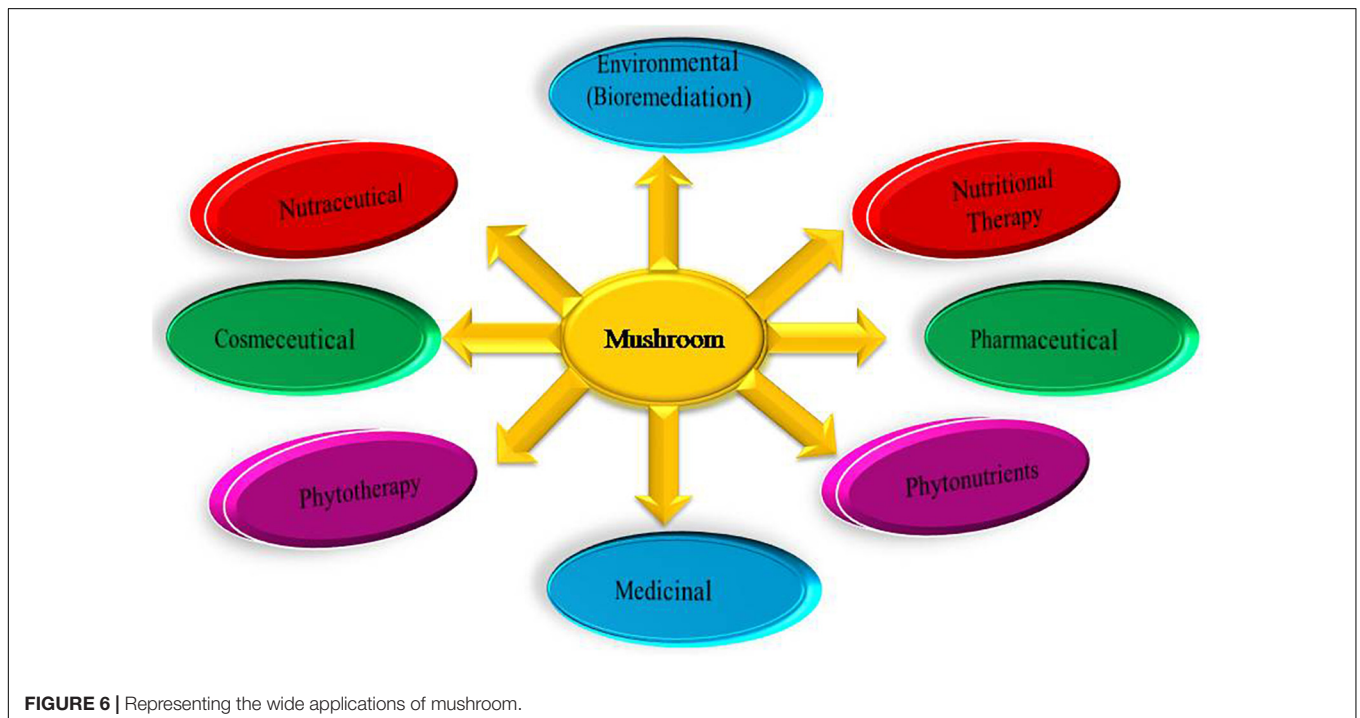 Environmental
(Bioremediation)
Nutraceutical
Nutritional
Therapy
Cosmeceutical
Mushroom
Pharmaceutical
Phytotherapy
Phytonutrients
Medicinal
FIGURE 6 | Representing the wide applications of mushroom.